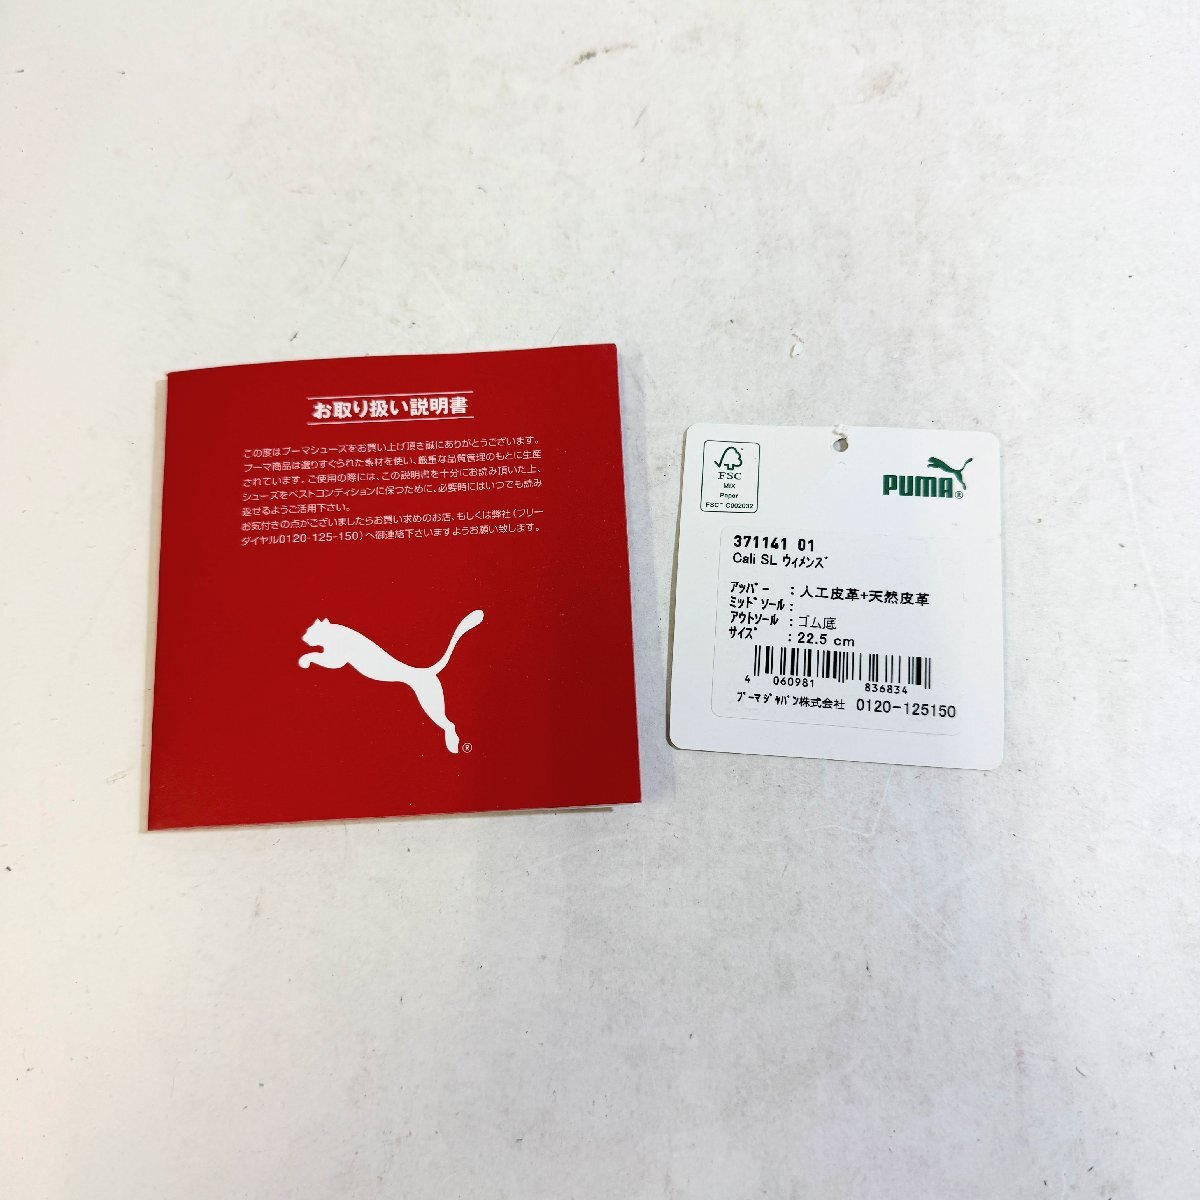 お取り扱い説明書
この度はプーマシューズをお買い上げ頂き誠にありがとうございます。
プーマ商品は選りすぐられた素材を使い、厳重な品質管理のもとに生産
されています。ご使用の際には、この説明書を十分にお読み頂いた上、
シューズをベストコンディションに保つために、必要時にはいつでも読み
返せるようご活用下さい。
お気付きの点がございましたらお買い求めのお店、もしくは弊社（フリー
ダイヤル0120-125-150）へ御連絡下さいますようお願い致します。
®
FSC
MIX
Paper
FSC™ C002032
PUMA®
371141 01
Cali SL ウィメンズ
アッパー : 人工皮革+天然皮革
ミッドソール :
アウトソール : ゴム底
サイズ : 22.5 cm
4 060981 836834
プーマジャパン株式会社 0120-125150